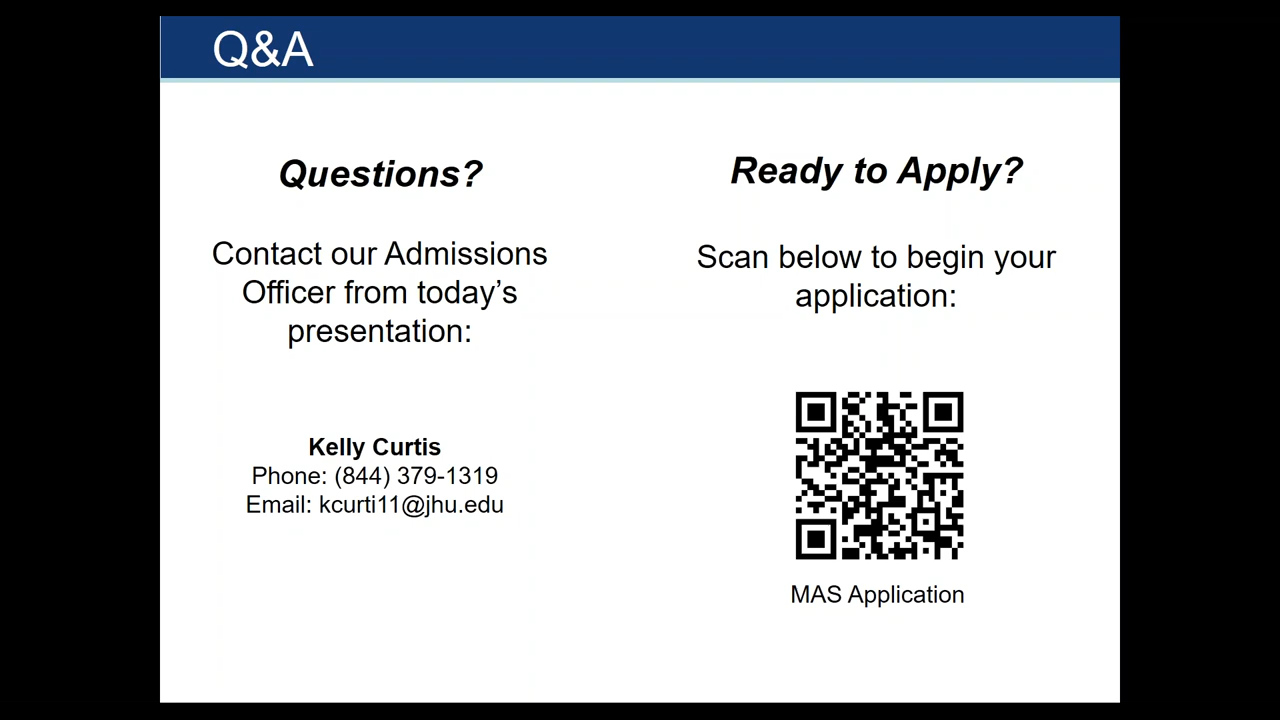 Q&A
Questions?
Contact our Admissions
Officer from today’s
presentation:
Kelly Curtis
Phone: (844) 379-1319
Email: kcurti11@jhu.edu
Ready to Apply?
Scan below to begin your
application:
MAS Application